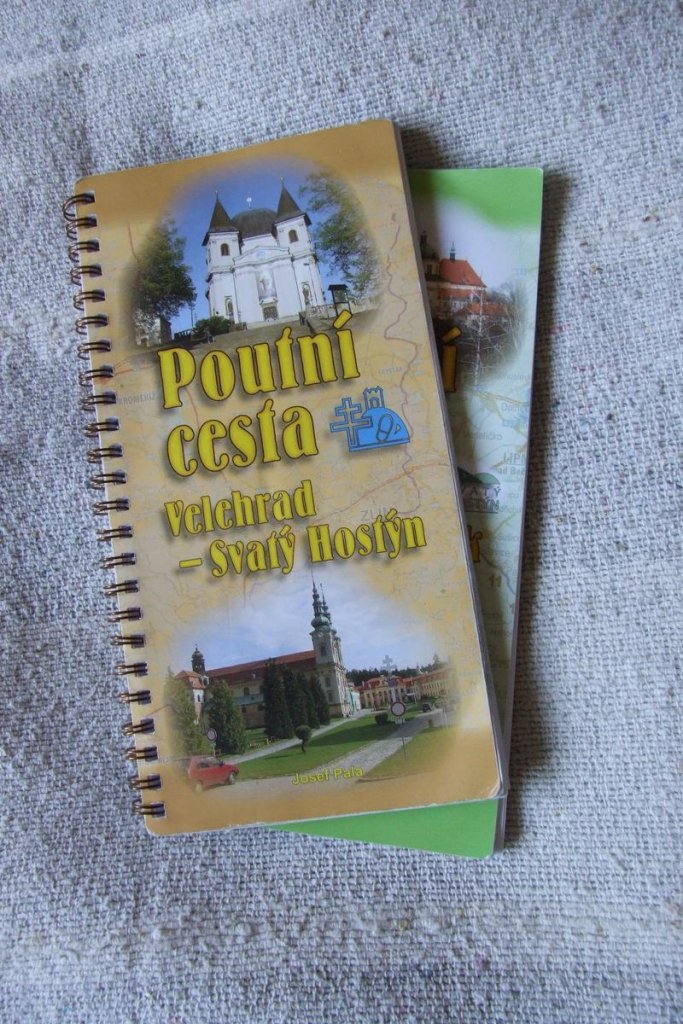 Poutní
cesta
Velehrad
– Svatý Hostýn
Josef Pala